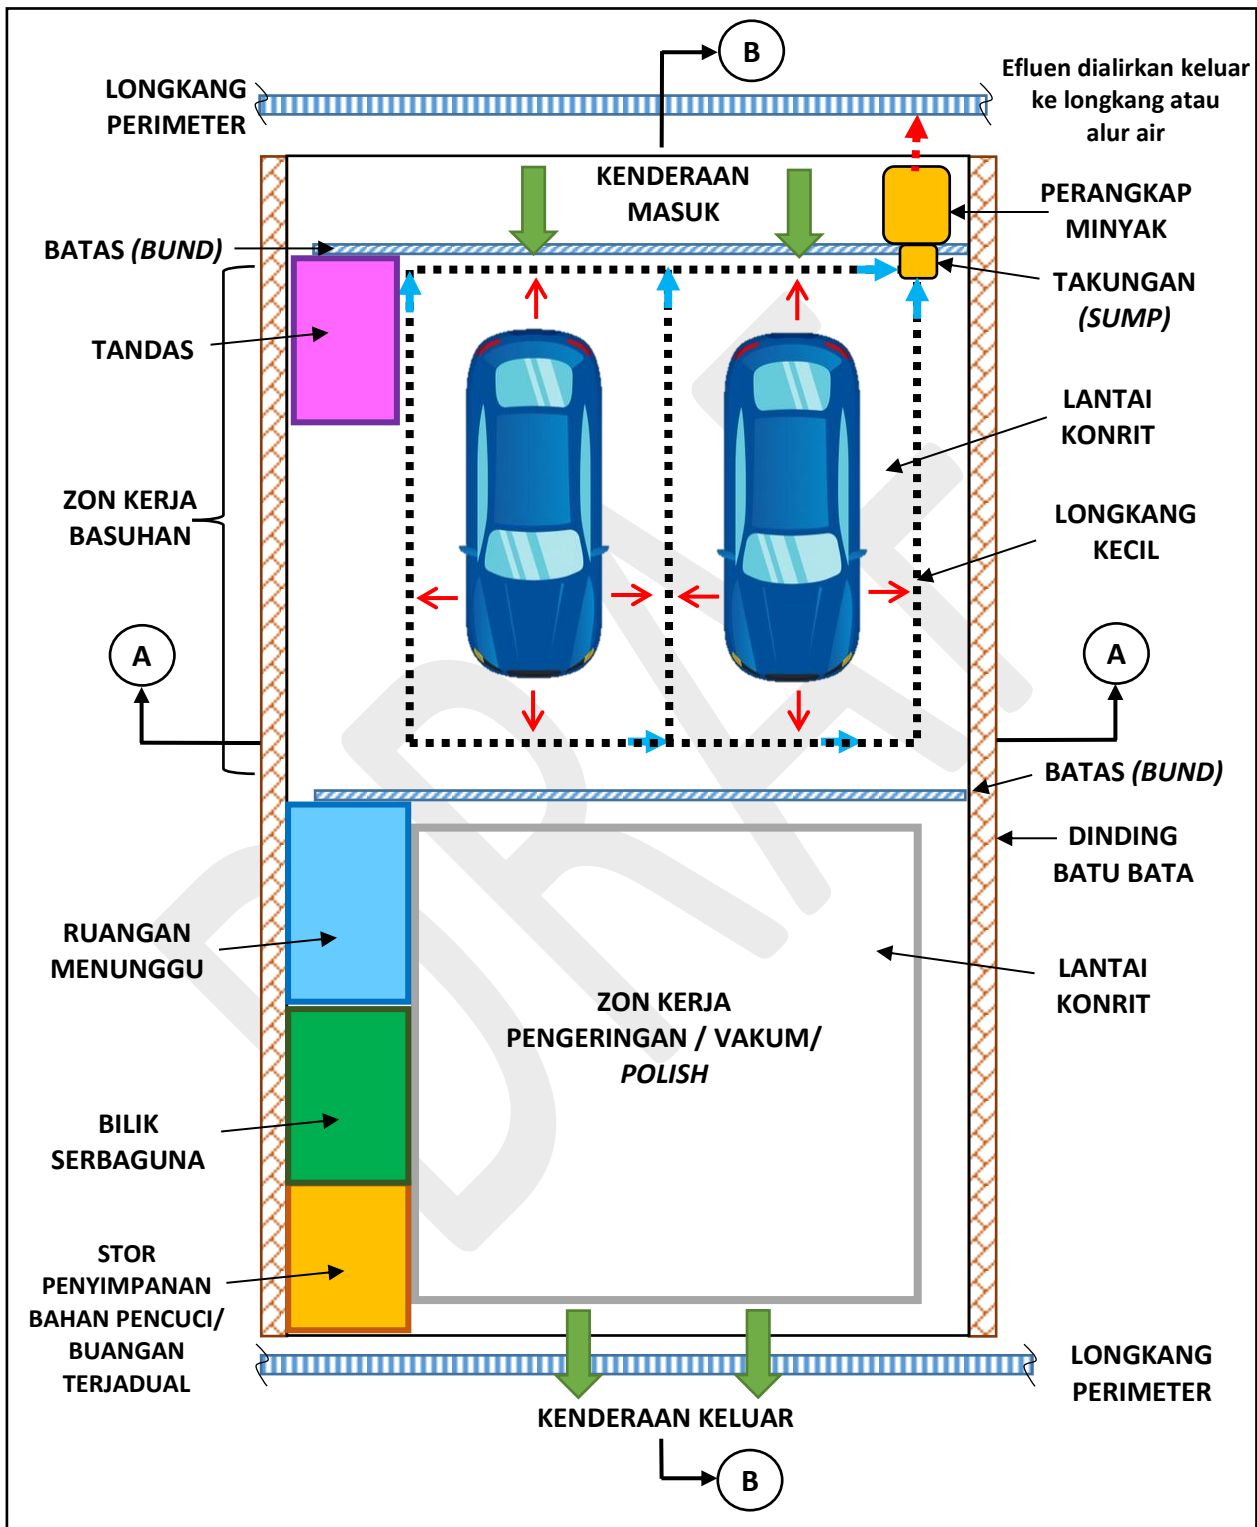 B
LONGKANG
PERIMETER
Efluen dialirkan keluar
ke longkang atau
alur air
KENDERAAN
MASUK
PERANGKAP
MINYAK
BATAS (BUND)
TAKUNGAN
(SUMP)
TANDAS
LANTAI
KONRIT
ZON KERJA
BASUHAN
LONGKANG
KECIL
A
A
BATAS (BUND)
DINDING
BATU BATA
RUANGAN
MENUNGGU
LANTAI
KONRIT
ZON KERJA
PENGERINGAN / VAKUM/
POLISH
BILIK
SERBAGUNA
STOR
PENYIMPANAN
BAHAN PENCUCI/
BUANGAN
TERJADUAL
LONGKANG
PERIMETER
KENDERAAN KELUAR
B
DRAFT